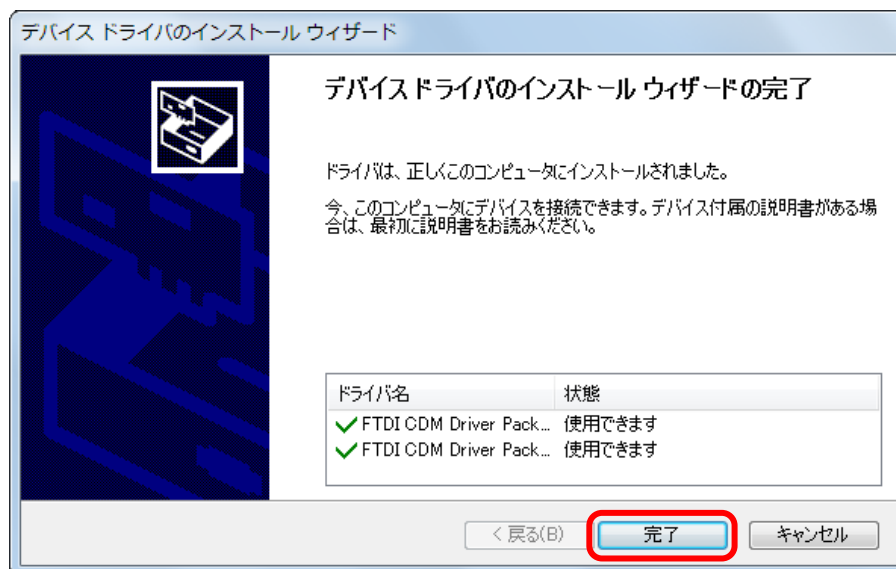 デバイス ドライバのインストール ウィザード
デバイス ドライバのインストール ウィザードの完了
ドライバは、正しくこのコンピュータにインストールされました。
今、このコンピュータにデバイスを接続できます。デバイス付属の説明書がある場
合は、最初に説明書をお読みください。
ドライバ名 状態
FTDI CDM Driver Pack... 使用できます
FTDI CDM Driver Pack... 使用できます
< 戻る(B) 完了 キャンセル